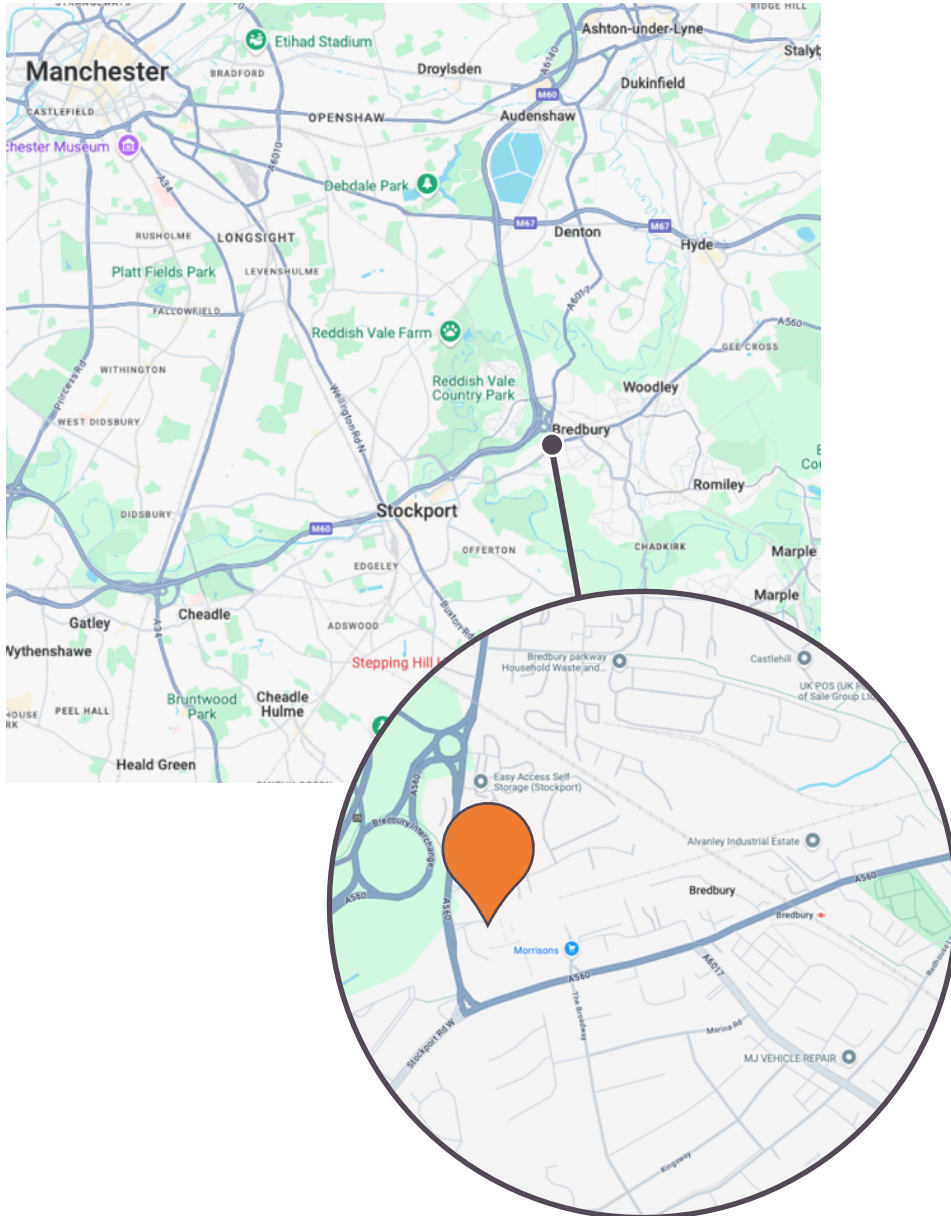 RIDGE HILL
Ashton-under-Lyne
Etihad Stadium
A6140
Stalyb
Manchester
BRADFORD
Droylsden
Dukinfield
M60
CASTLEFIELD
OPENSHAW
Audenshaw
chester Museum
A6010
A34
Debdale Park
M67
M67
Denton
RUSHOLME
LONGSIGHT
Hyde
Platt Fields Park
LEVENSHULME
A6017
FALLOWFIELD
A560
Reddish Vale Farm
GEE CROSS
WITHINGTON
Princess Rd
Reddish Vale
Country Park
Woodley
Wellington Rd N
WEST DIDSBURY
Bredbury
Romiley
Stockport
DIDSBURY
M60
OFFERTON
CHADKIRK
Marple
EDGELEY
Marple
Cheadle
Buxton Rd
Gatley
A34
ADSWOOD
Wythenshawe
Stepping Hill
Bruntwood
Park
Cheadle
Hulme
HOUSE
RK
PEEL HALL
Heald Green
Bredbury parkway
Household Waste and...
Castlehill
UK POS (UK P
of Sale Group Ltd
A560
Easy Access Self
Storage (Stockport)
Bredbury Interchange
Alvanley Industrial Estate
A560
A560
A560
Bredbury
Bredbury
Morrisons
A560
A6017
Redhouse L
The Broadway
Stockport Rd W
Marina Rd
MJ VEHICLE REPAIR
Kingsway